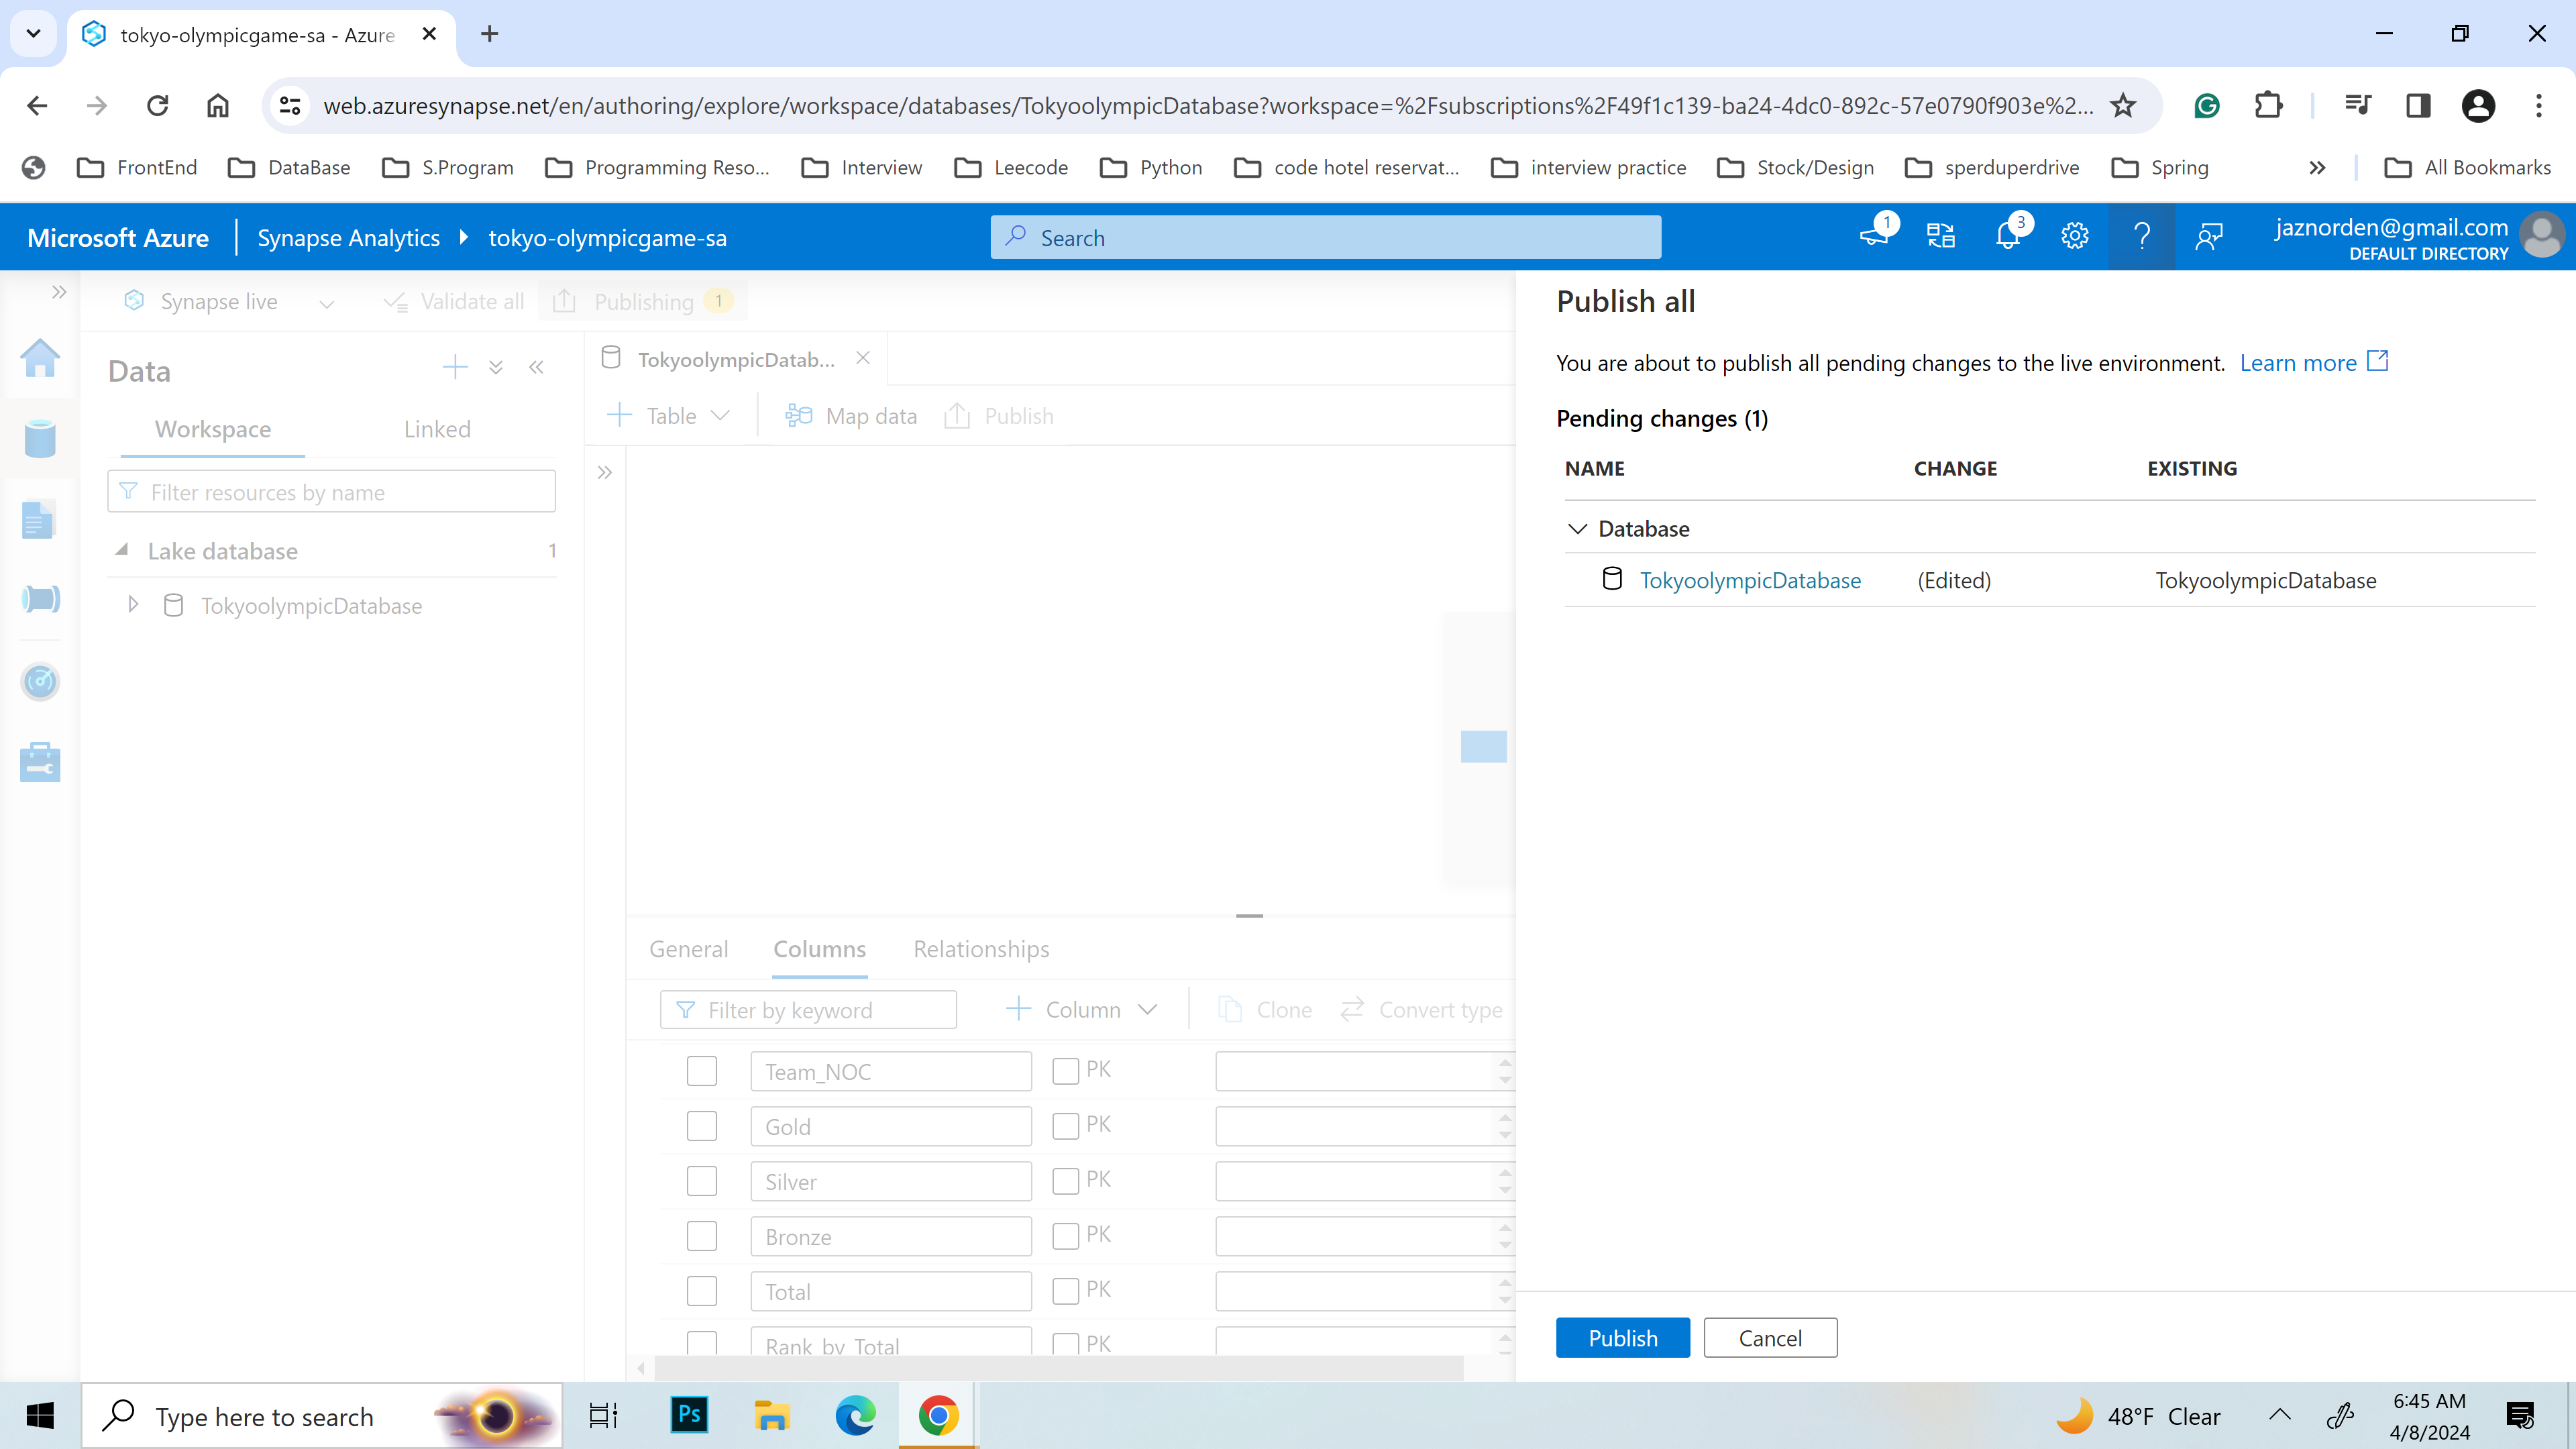 tokyo-olympicgame-sa - Azure
web.azuresynapse.net/en/authoring/explore/workspace/databases/TokyoolympicDatabase?workspace=%2Fsubscriptions%2F49f1c139-ba24-4dc0-892c-57e0790f903e%2...
FrontEnd DataBase S.Program Programming Reso... Interview Leecode Python code hotel reservat... interview practice Stock/Design sperduperdrive Spring All Bookmarks
Microsoft Azure Synapse Analytics tokyo-olympicgame-sa Search 1 3 jaznorden@gmail.com
DEFAULT DIRECTORY
Synapse live Validate all Publishing 1
Data
Workspace Linked
Filter resources by name
Lake database 1
TokyoolympicDatabase
TokyoolympicDatab...
Table Map data Publish
General Columns Relationships
Filter by keyword Column Clone Convert type
Team_NOC PK
Gold PK
Silver PK
Bronze PK
Total PK
Rank_by_Total PK
Publish all
You are about to publish all pending changes to the live environment. Learn more
Pending changes (1)
NAME CHANGE EXISTING
Database
TokyoolympicDatabase (Edited) TokyoolympicDatabase
Publish Cancel
Type here to search Ps 48°F Clear 6:45 AM
4/8/2024